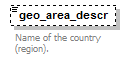 geo_area_descr
Name of the country
(region).